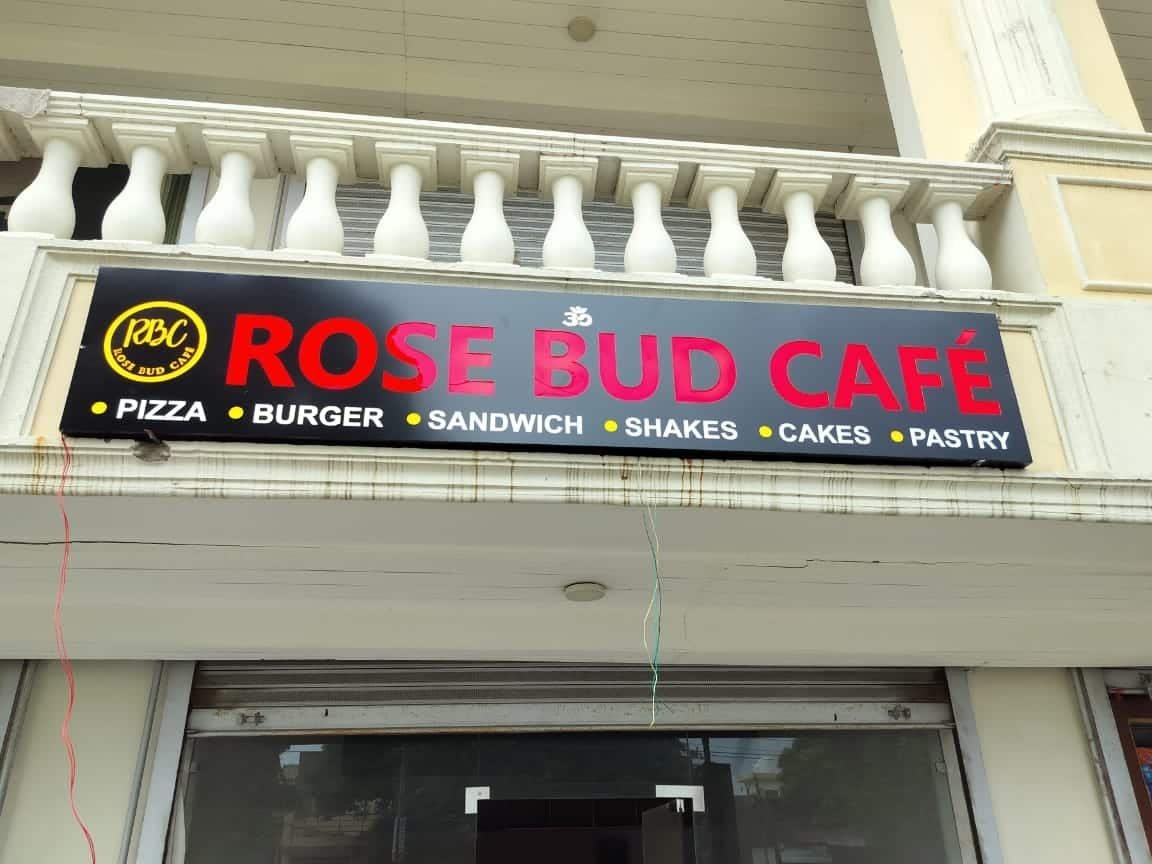 ॐ
RBC
ROSE BUD CAFE
ROSE BUD CAFÉ
• PIZZA • BURGER • SANDWICH • SHAKES • CAKES • PASTRY